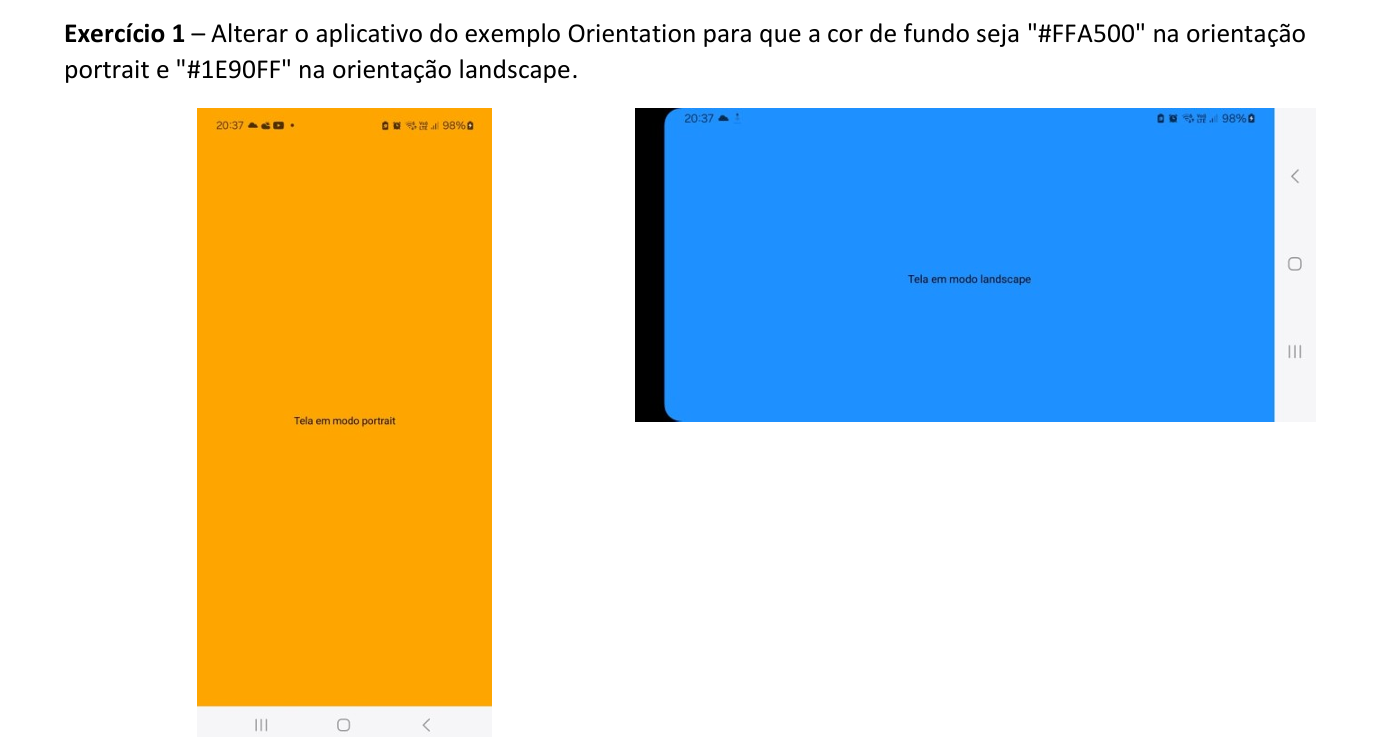 Exercício 1 – Alterar o aplicativo do exemplo Orientation para que a cor de fundo seja "#FFA500" na orientação
portrait e "#1E90FF" na orientação landscape.
20:37 98%
Tela em modo portrait
20:37 98%
Tela em modo landscape